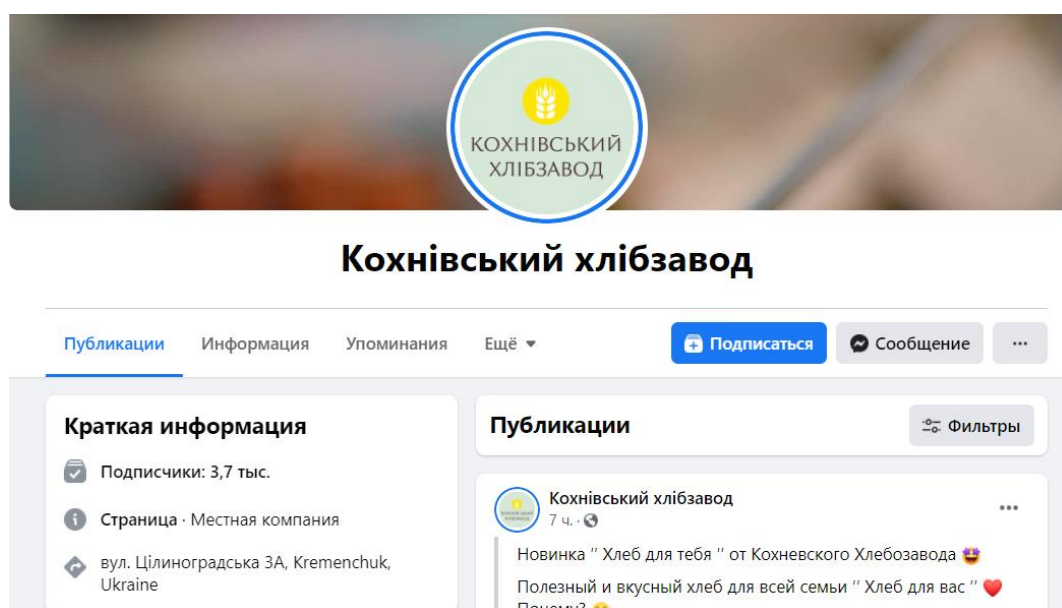 КОХНІВСЬКИЙ
ХЛІБЗАВОД
Кохнівський хлібзавод
Публикации Информация Упоминания Ещё
Подписаться Сообщение ...
Краткая информация
Подписчики: 3,7 тыс.
Страница · Местная компания
вул. Цілиноградська 3А, Kremenchuk,
Ukraine
Публикации
Фильтры
Кохнівський хлібзавод
7 ч. ·
Новинка " Хлеб для тебя " от Кохневского Хлебозавода 🤩
Полезный и вкусный хлеб для всей семьи " Хлеб для вас " ❤️
Почему?